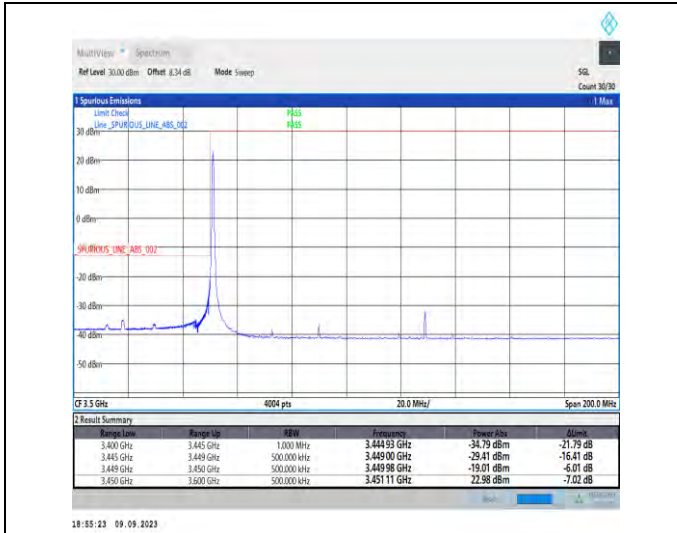 MultiView Spectrum
Ref Level 30.00 dBm Offset 8.34 dB Mode Sweep SGL
Count 30/30
1 Spurious Emissions 1 Max
Limit Check PASS
Line _SPURIOUS_LINE_ABS_002 PASS
30 dBm
20 dBm
10 dBm
0 dBm
_SPURIOUS_LINE_ABS_002
-20 dBm
-30 dBm
-40 dBm
-50 dBm
CF 3.5 GHz 4004 pts 20.0 MHz/ Span 200.0 MHz
2 Result Summary
Range Low Range Up RBW Frequency Power Abs ΔLimit
3.400 GHz 3.445 GHz 1.000 MHz 3.444 93 GHz -34.79 dBm -21.79 dB
3.445 GHz 3.449 GHz 500.000 kHz 3.449 00 GHz -29.41 dBm -16.41 dB
3.449 GHz 3.450 GHz 500.000 kHz 3.449 98 GHz -19.01 dBm -6.01 dB
3.450 GHz 3.600 GHz 500.000 kHz 3.451 11 GHz 22.98 dBm -7.02 dB
18:55:23 09.09.2023